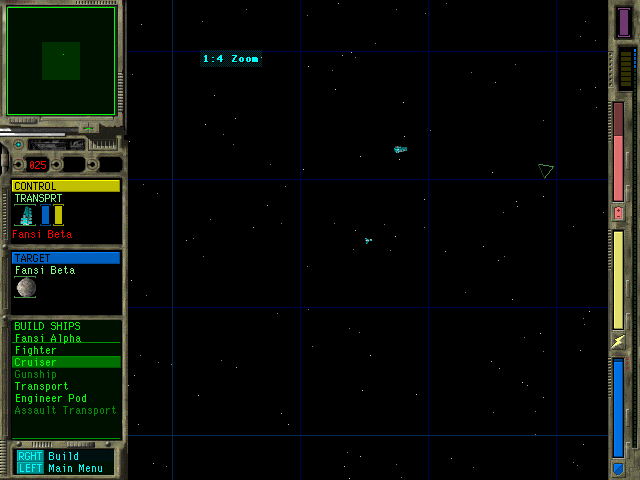 1:4 Zoom
025
CONTROL
TRANSPRT
Fansi Beta
TARGET
Fansi Beta
BUILD SHIPS
Fansi Alpha
Fighter
Cruiser
Gunship
Transport
Engineer Pod
Assault Transport
RGHT Build
LEFT Main Menu